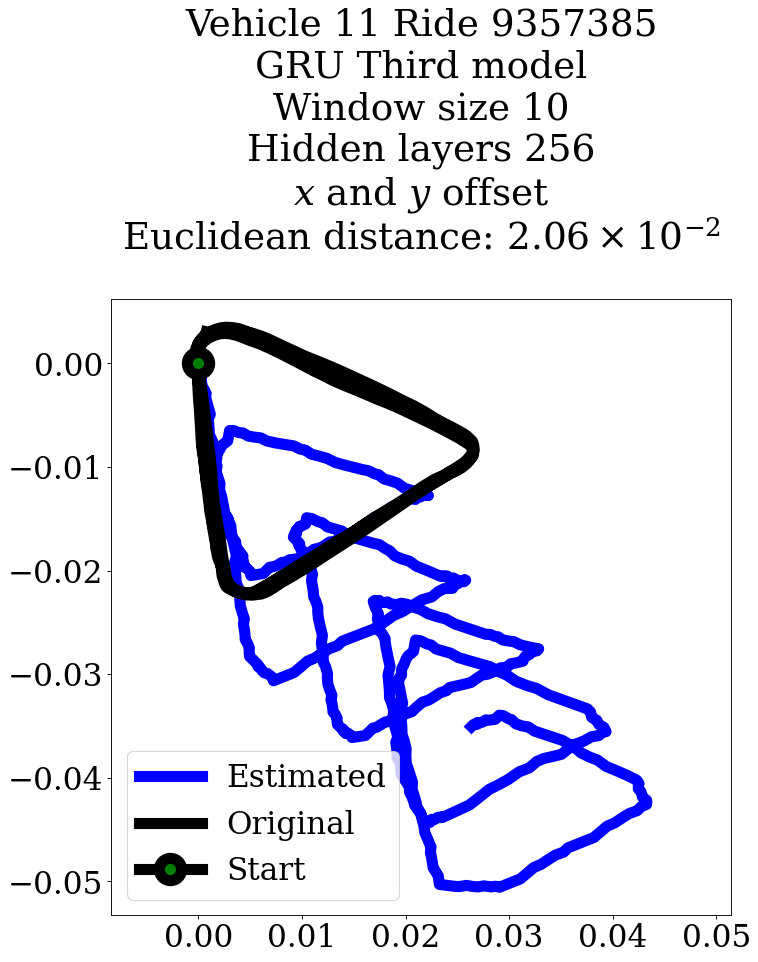 Vehicle 11 Ride 9357385
GRU Third model
Window size 10
Hidden layers 256
x and y offset
Euclidean distance: 2.06 × 10⁻²
0.00
−0.01
−0.02
−0.03
−0.04
−0.05
Estimated
Original
Start
0.00 0.01 0.02 0.03 0.04 0.05